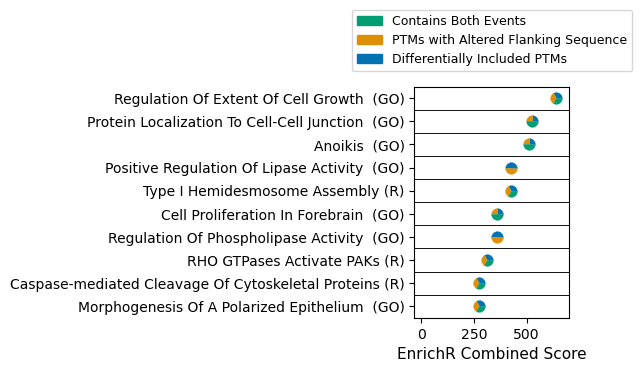 Contains Both Events
PTMs with Altered Flanking Sequence
Differentially Included PTMs
Regulation Of Extent Of Cell Growth  (GO)
Protein Localization To Cell-Cell Junction  (GO)
Anoikis  (GO)
Positive Regulation Of Lipase Activity  (GO)
Type I Hemidesmosome Assembly (R)
Cell Proliferation In Forebrain  (GO)
Regulation Of Phospholipase Activity  (GO)
RHO GTPases Activate PAKs (R)
Caspase-mediated Cleavage Of Cytoskeletal Proteins (R)
Morphogenesis Of A Polarized Epithelium  (GO)
0 250 500
EnrichR Combined Score